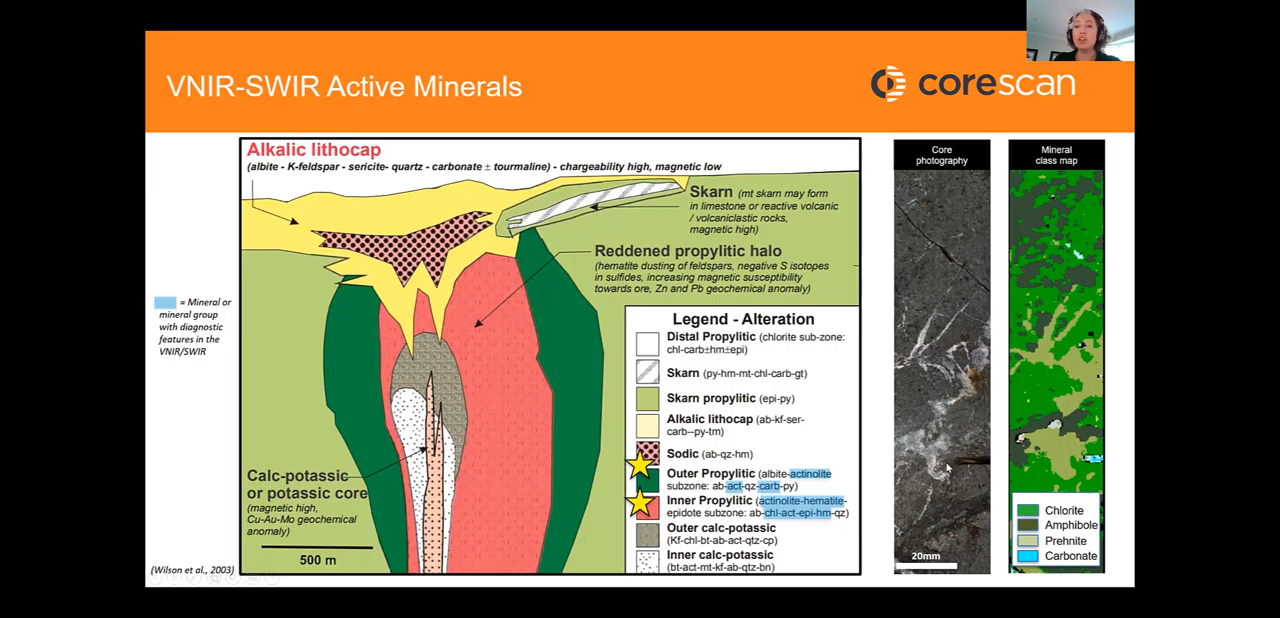 VNIR-SWIR Active Minerals
corescan
Alkalic lithocap
(albite - K-feldspar - sericite- quartz - carbonate ± tourmaline) - chargeability high, magnetic low
Skarn (mt skarn may form
in limestone or reactive volcanic
/ volcaniclastic rocks,
magnetic high)
Reddened propylitic halo
(hematite dusting of feldspars, negative S isotopes
in sulfides, increasing magnetic susceptibility
towards ore, Zn and Pb geochemical anomaly)
= Mineral or
mineral group
with diagnostic
features in the
VNIR/SWIR
Calc-potassic
or potassic core
(magnetic high,
Cu-Au-Mo geochemical
anomaly)
500 m
(Wilson et al., 2003)
Legend - Alteration
Distal Propylitic (chlorite sub-zone:
chl-carb±hm±epi)
Skarn (py-hm-mt-chl-carb-gt)
Skarn propylitic (epi-py)
Alkalic lithocap (ab-kf-ser-
carb--py-tm)
Sodic (ab-qz-hm)
Outer Propylitic (albite-actinolite
subzone: ab-act-qz-carb-py)
Inner Propylitic (actinolite-hematite-
epidote subzone: ab-chl-act-epi-hm-qz)
Outer calc-potassic
(Kf-chl-bt-ab-act-qtz-cp)
Inner calc-potassic
(bt-act-mt-kf-ab-qtz-bn)
Core
photography
20mm
Mineral
class map
Chlorite
Amphibole
Prehnite
Carbonate